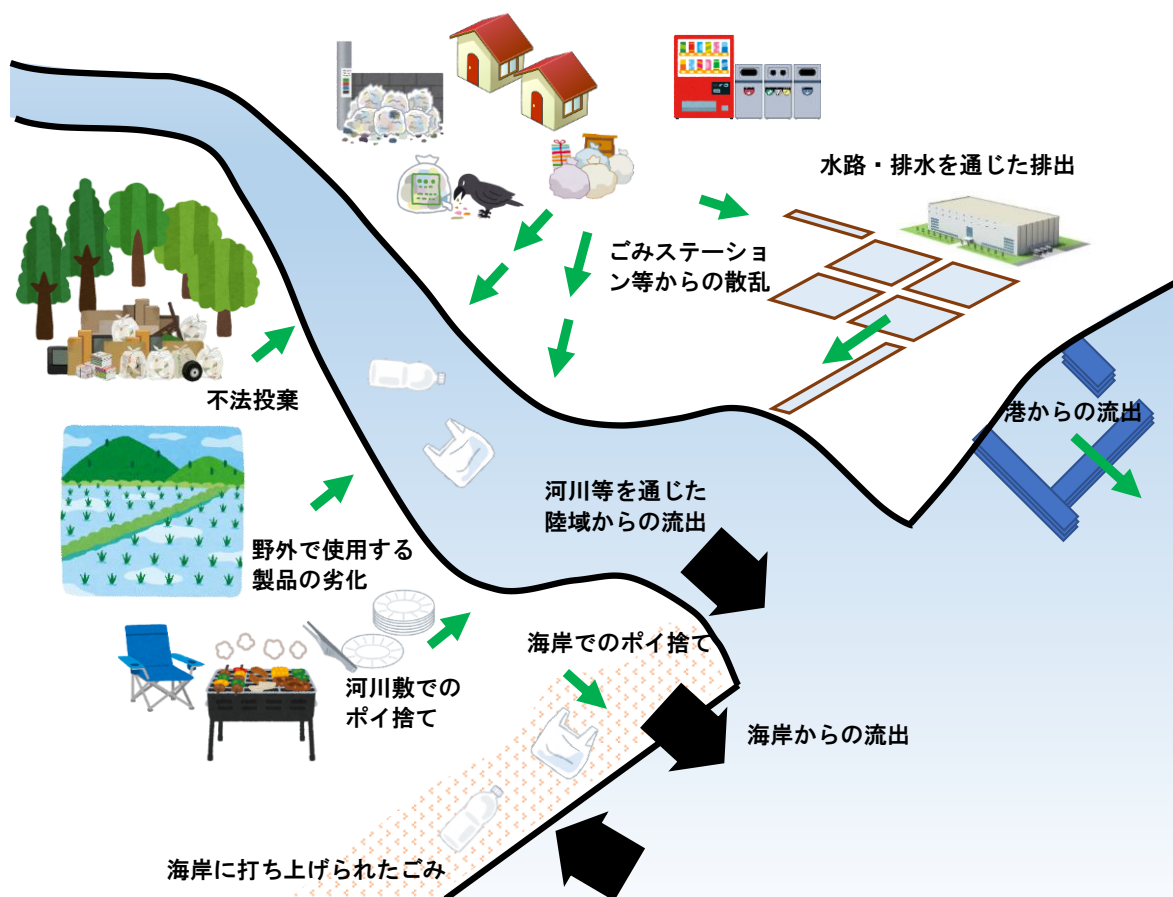 水路・排水を通じた排出
ごみステーショ
ン等からの散乱
不法投棄
港からの流出
河川等を通じた
陸域からの流出
野外で使用する
製品の劣化
海岸でのポイ捨て
河川敷での
ポイ捨て
海岸からの流出
海岸に打ち上げられたごみ